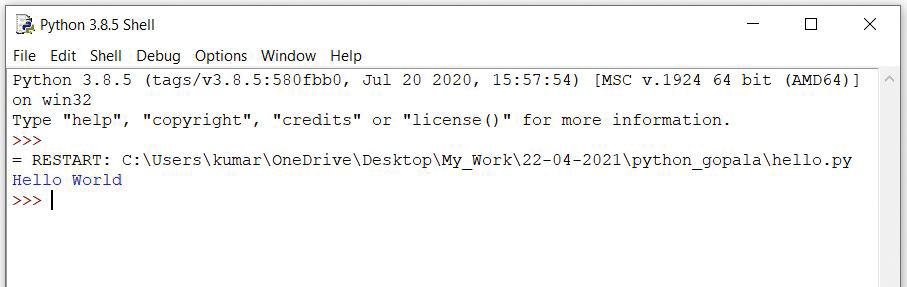 Python 3.8.5 Shell
File Edit Shell Debug Options Window Help
Python 3.8.5 (tags/v3.8.5:580fbb0, Jul 20 2020, 15:57:54) [MSC v.1924 64 bit (AMD64)]
on win32
Type "help", "copyright", "credits" or "license()" for more information.
>>>
= RESTART: C:\Users\kumar\OneDrive\Desktop\My_Work\22-04-2021\python_gopala\hello.py
Hello World
>>>